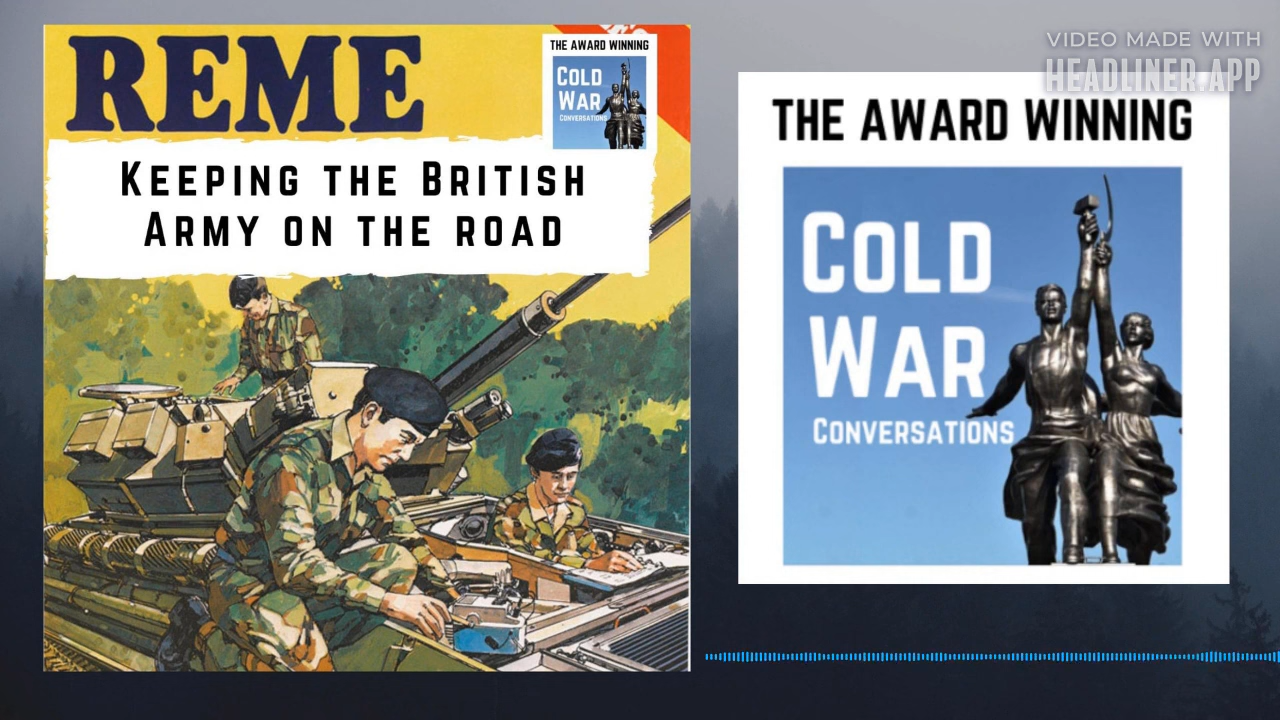 REME
THE AWARD WINNING
COLD
WAR
CONVERSATIONS
KEEPING THE BRITISH
ARMY ON THE ROAD
VIDEO MADE WITH
HEADLINER.APP
THE AWARD WINNING
COLD
WAR
CONVERSATIONS